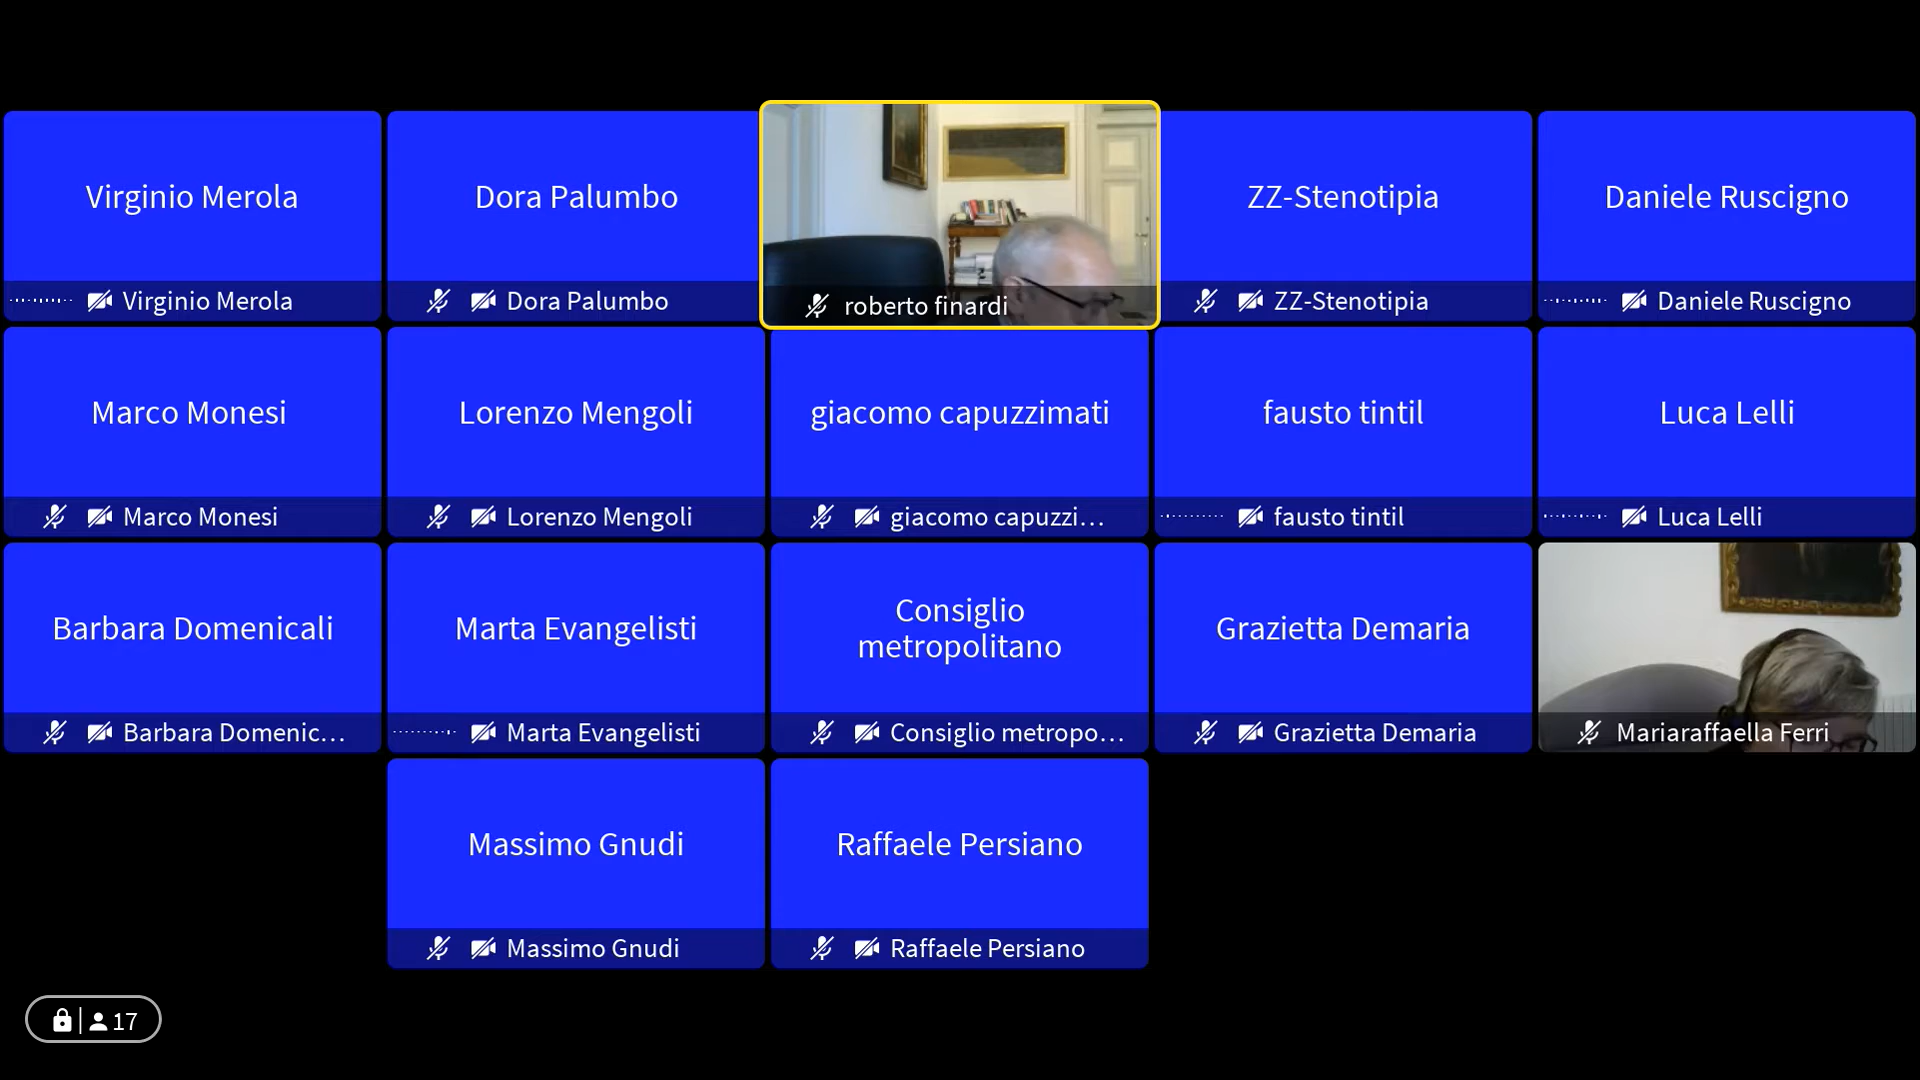 Virginio Merola
Virginio Merola
Dora Palumbo
Dora Palumbo
roberto finardi
ZZ-Stenotipia
ZZ-Stenotipia
Daniele Ruscigno
Daniele Ruscigno
Marco Monesi
Marco Monesi
Lorenzo Mengoli
Lorenzo Mengoli
giacomo capuzzimati
giacomo capuzzi...
fausto tintil
fausto tintil
Luca Lelli
Luca Lelli
Barbara Domenicali
Barbara Domenic...
Marta Evangelisti
Marta Evangelisti
Consiglio
metropolitano
Consiglio metropo...
Grazietta Demaria
Grazietta Demaria
Mariaraffaella Ferri
Massimo Gnudi
Massimo Gnudi
Raffaele Persiano
Raffaele Persiano
17